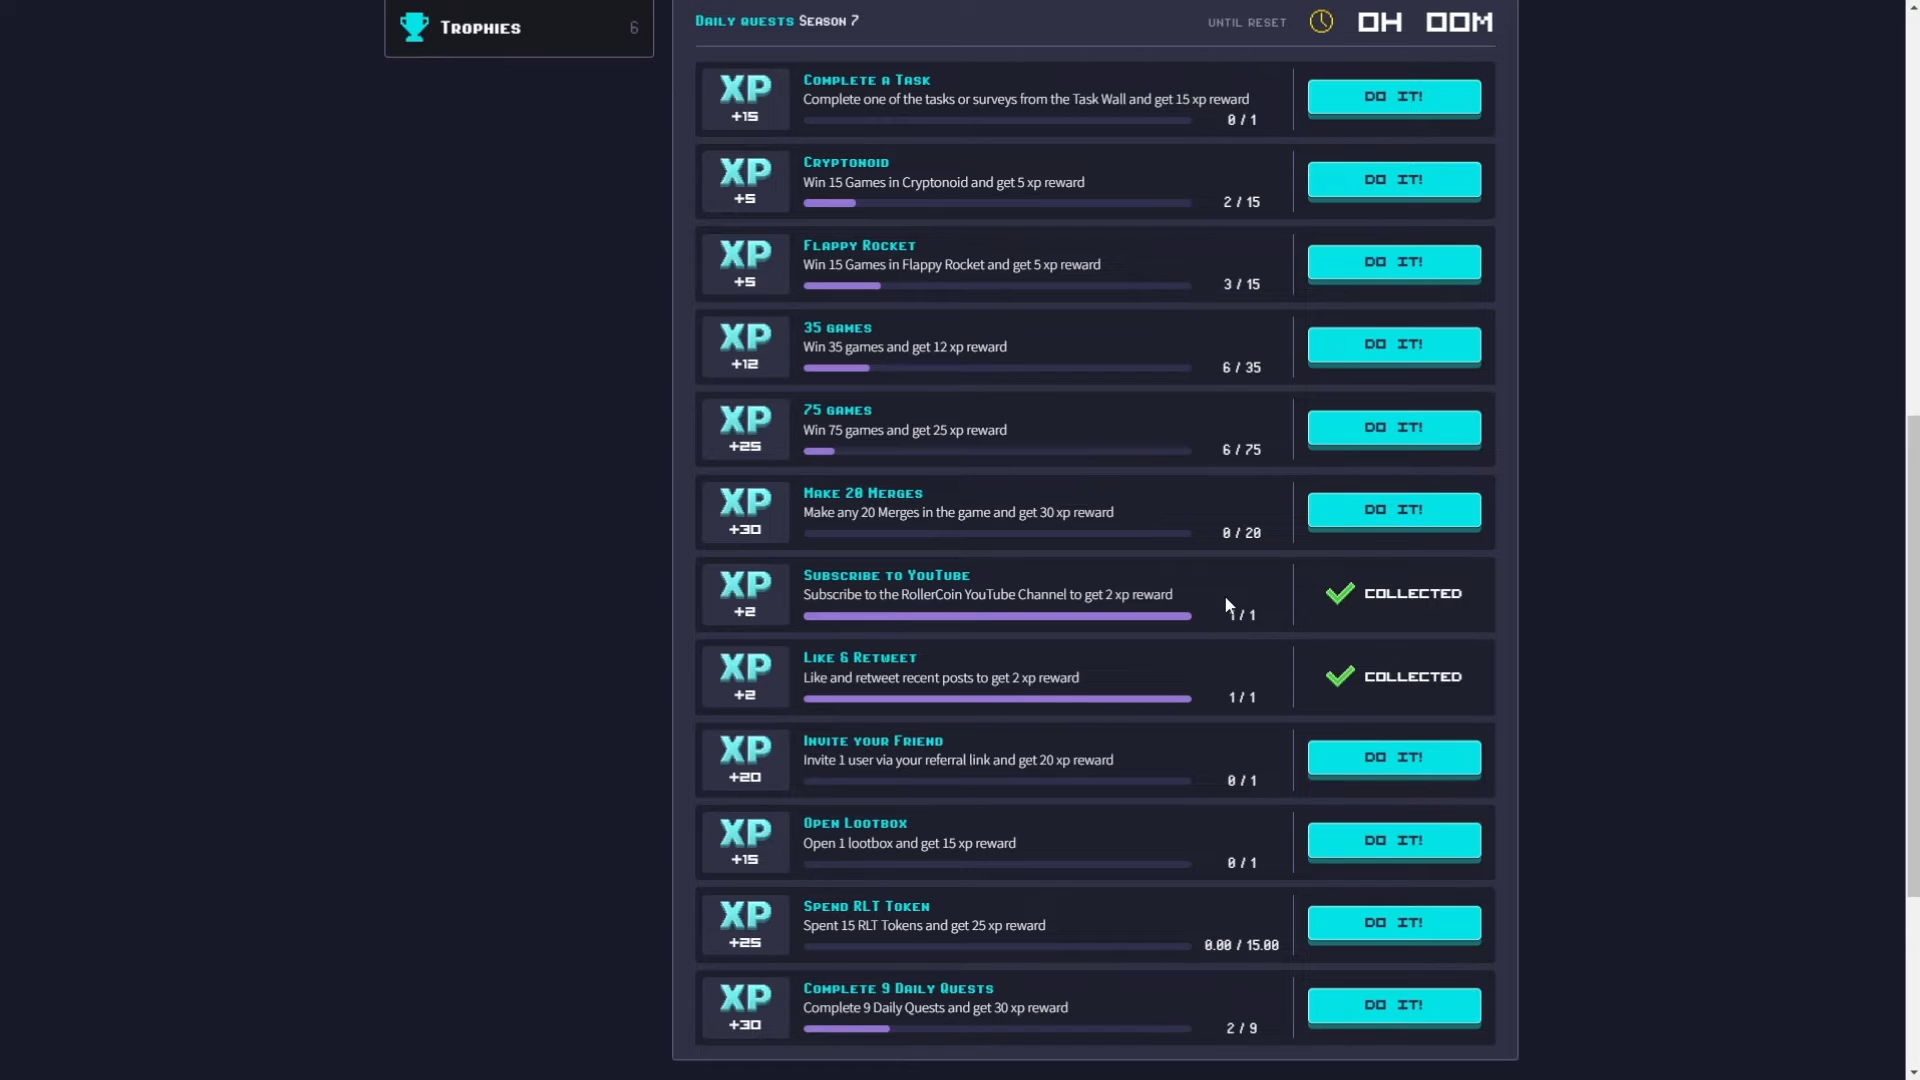 TROPHIES 6
DAILY QUESTS SEASON 7
UNTIL RESET 0H 00M
XP +15
COMPLETE A TASK
Complete one of the tasks or surveys from the Task Wall and get 15 xp reward
0 / 1
DO IT!
XP +5
CRYPTONOID
Win 15 Games in Cryptonoid and get 5 xp reward
2 / 15
DO IT!
XP +5
FLAPPY ROCKET
Win 15 Games in Flappy Rocket and get 5 xp reward
3 / 15
DO IT!
XP +12
35 GAMES
Win 35 games and get 12 xp reward
6 / 35
DO IT!
XP +25
75 GAMES
Win 75 games and get 25 xp reward
6 / 75
DO IT!
XP +30
MAKE 20 MERGES
Make any 20 Merges in the game and get 30 xp reward
0 / 20
DO IT!
XP +2
SUBSCRIBE TO YOUTUBE
Subscribe to the RollerCoin YouTube Channel to get 2 xp reward
1 / 1
COLLECTED
XP +2
LIKE & RETWEET
Like and retweet recent posts to get 2 xp reward
1 / 1
COLLECTED
XP +20
INVITE YOUR FRIEND
Invite 1 user via your referral link and get 20 xp reward
0 / 1
DO IT!
XP +15
OPEN LOOTBOX
Open 1 lootbox and get 15 xp reward
0 / 1
DO IT!
XP +25
SPEND RLT TOKEN
Spent 15 RLT Tokens and get 25 xp reward
0.00 / 15.00
DO IT!
XP +30
COMPLETE 9 DAILY QUESTS
Complete 9 Daily Quests and get 30 xp reward
2 / 9
DO IT!